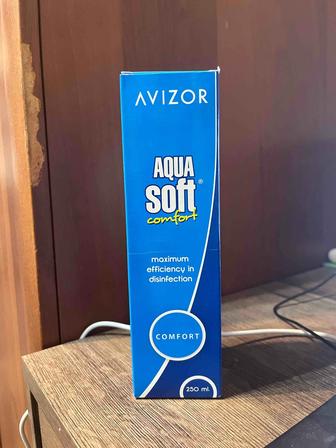 AVIZOR
AQUA
soft®
comfort
maximum
efficiency in
disinfection
COMFORT
250 ml.